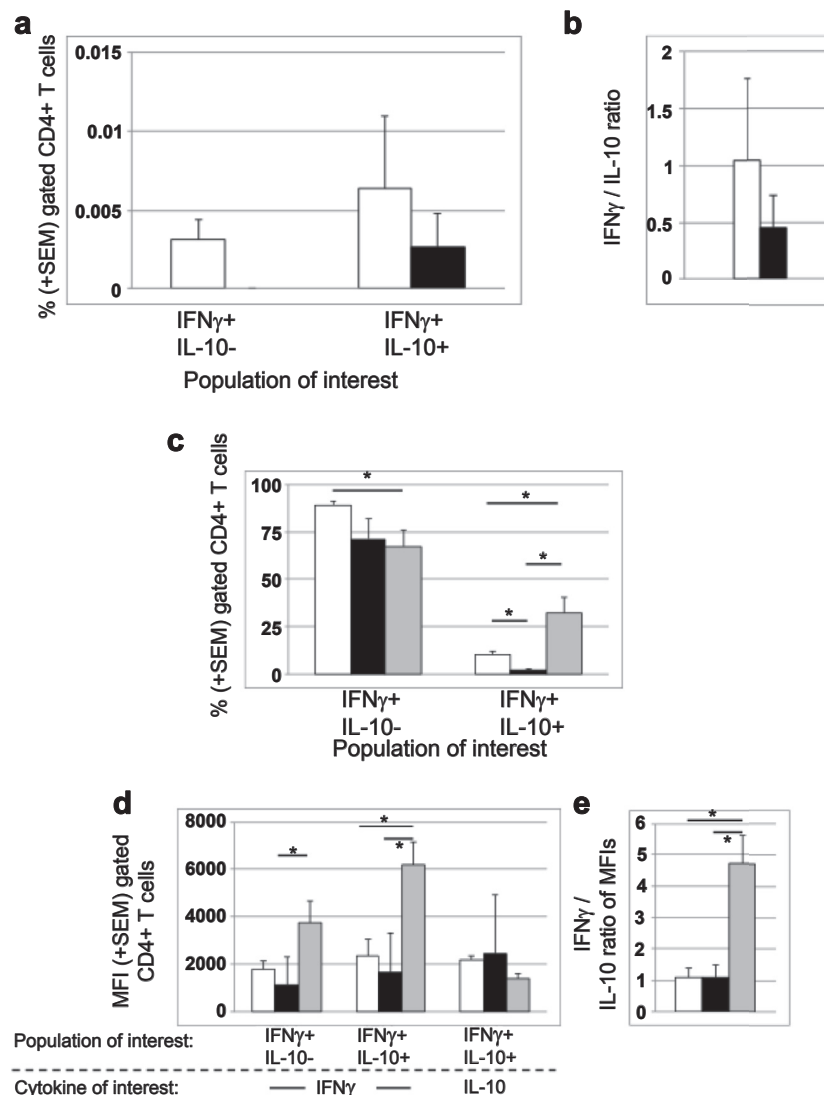 a
% (+SEM) gated CD4+ T cells
0.015
0.01
0.005
0
IFNγ+
IL-10-
IFNγ+
IL-10+
Population of interest
b
IFNγ / IL-10 ratio
2
1.5
1
0.5
0
c
% (+SEM) gated CD4+ T cells
100
75
50
25
0
*
*
*
*
IFNγ+
IL-10-
IFNγ+
IL-10+
Population of interest
d
MFI (+SEM) gated
CD4+ T cells
8000
6000
4000
2000
0
*
*
*
Population of interest:
IFNγ+
IL-10-
IFNγ+
IL-10+
IFNγ+
IL-10+
Cytokine of interest:
IFNγ
IL-10
e
IFNγ /
IL-10 ratio of MFIs
6
5
4
3
2
1
0
*
*